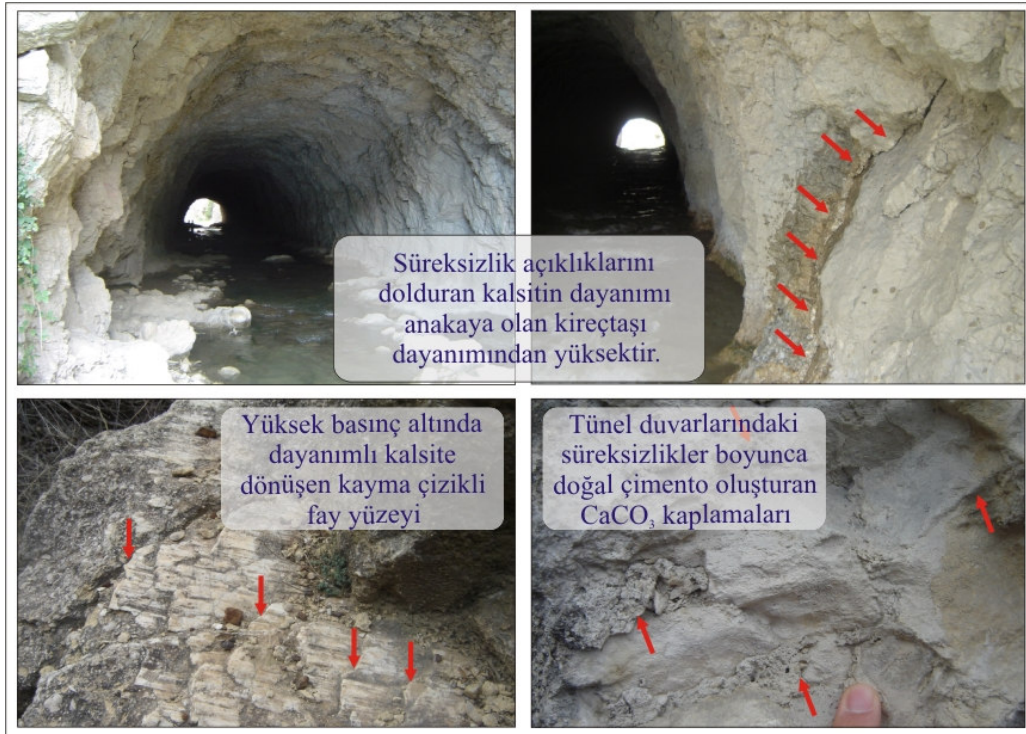 Süreksizlik açıklıklarını
dolduran kalsitin dayanımı
anakaya olan kireçtaşı
dayanımından yüksektir.
Yüksek basınç altında
dayanımlı kalsite
dönüşen kayma çizikli
fay yüzeyi
Tünel duvarlarındaki
süreksizlikler boyunca
doğal çimento oluşturan
CaCO₃ kaplamaları